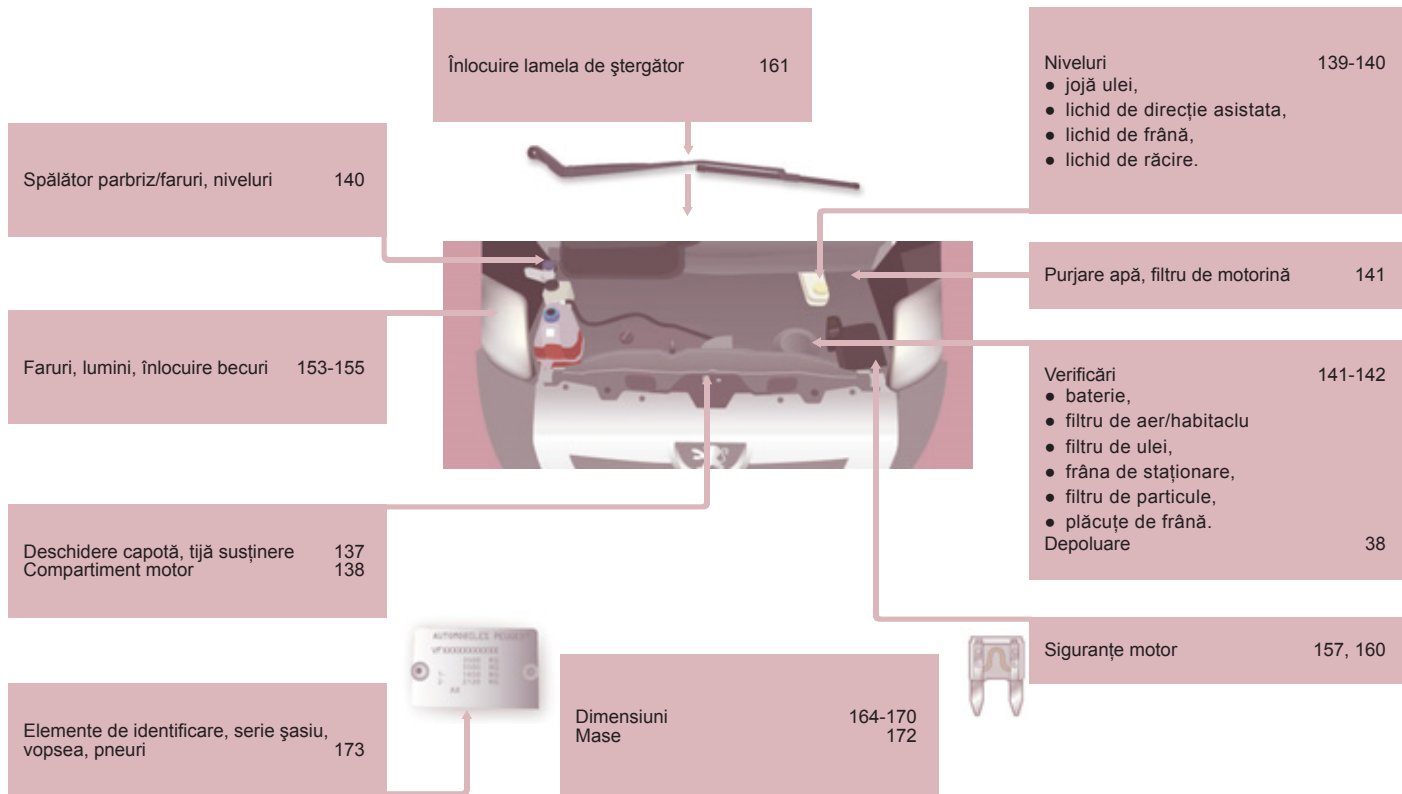 Înlocuire lamela de ştergător 161
Spălător parbriz/faruri, niveluri 140
Faruri, lumini, înlocuire becuri 153-155
Deschidere capotă, tijă susținere 137
Compartiment motor 138
Elemente de identificare, serie şasiu,
vopsea, pneuri 173
AUTOMOBILES PEUGEOT
Dimensiuni 164-170
Mase 172
Niveluri 139-140
● jojă ulei,
● lichid de direcție asistata,
● lichid de frână,
● lichid de răcire.
Purjare apă, filtru de motorină 141
Verificări 141-142
● baterie,
● filtru de aer/habitaclu
● filtru de ulei,
● frâna de staționare,
● filtru de particule,
● plăcuțe de frână.
Depoluare 38
Siguranțe motor 157, 160